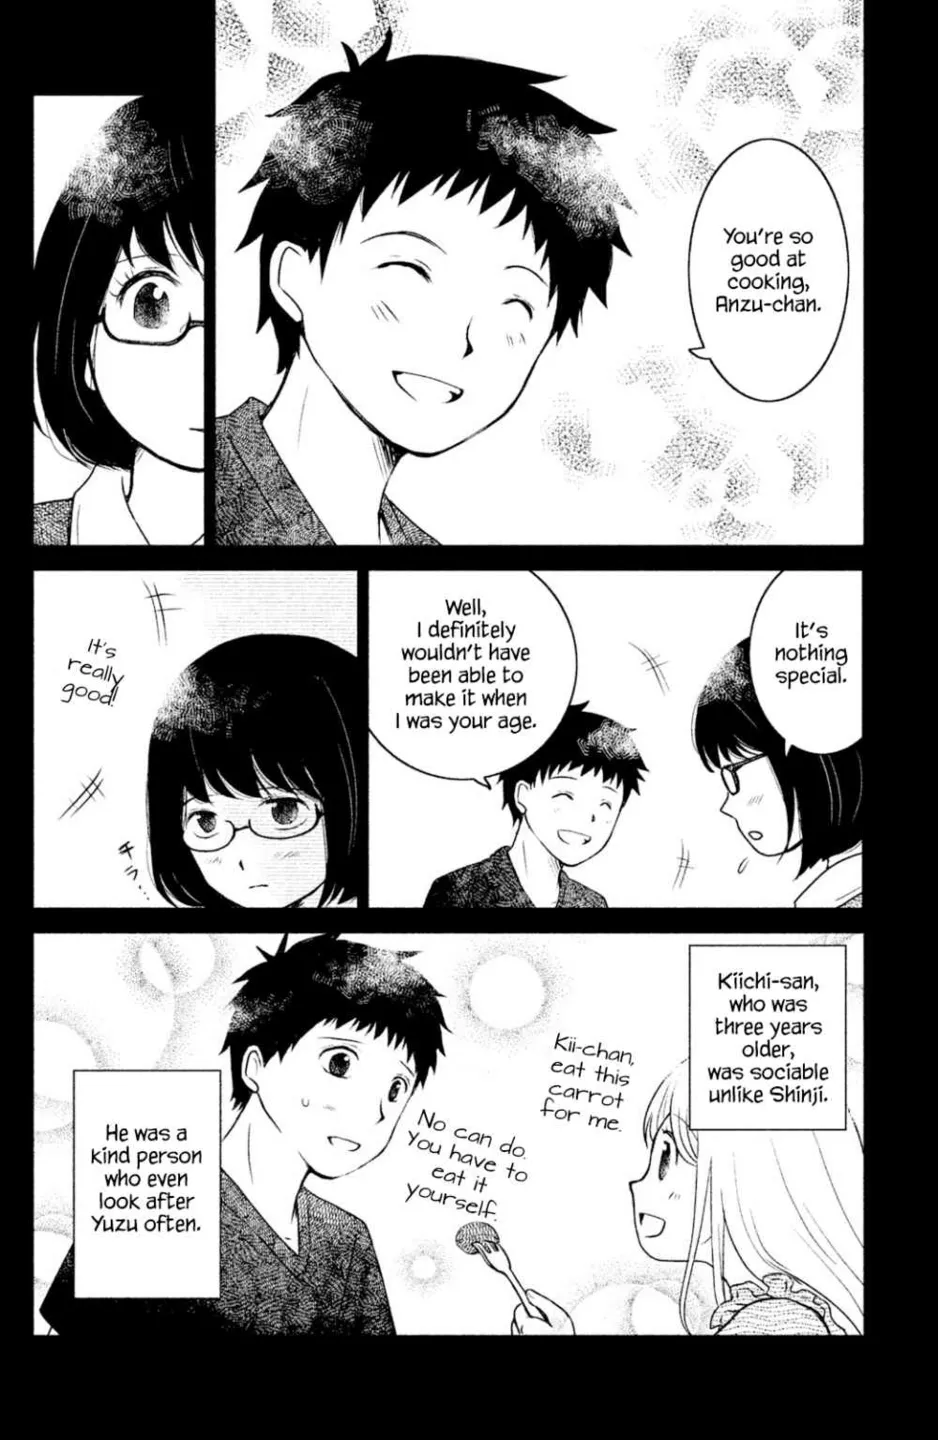 You're so
good at
cooking,
Anzu-chan.
It's
nothing
special.
Well,
I definitely
wouldn't have
been able to
make it when
I was your age.
It's
really
good!
チラ…
Kiichi-san,
who was
three years
older,
was sociable
unlike Shinji.
Kii-chan,
eat this
carrot
for me.
No can do.
You have to
eat it
yourself.
He was a
kind person
who even
look after
Yuzu often.